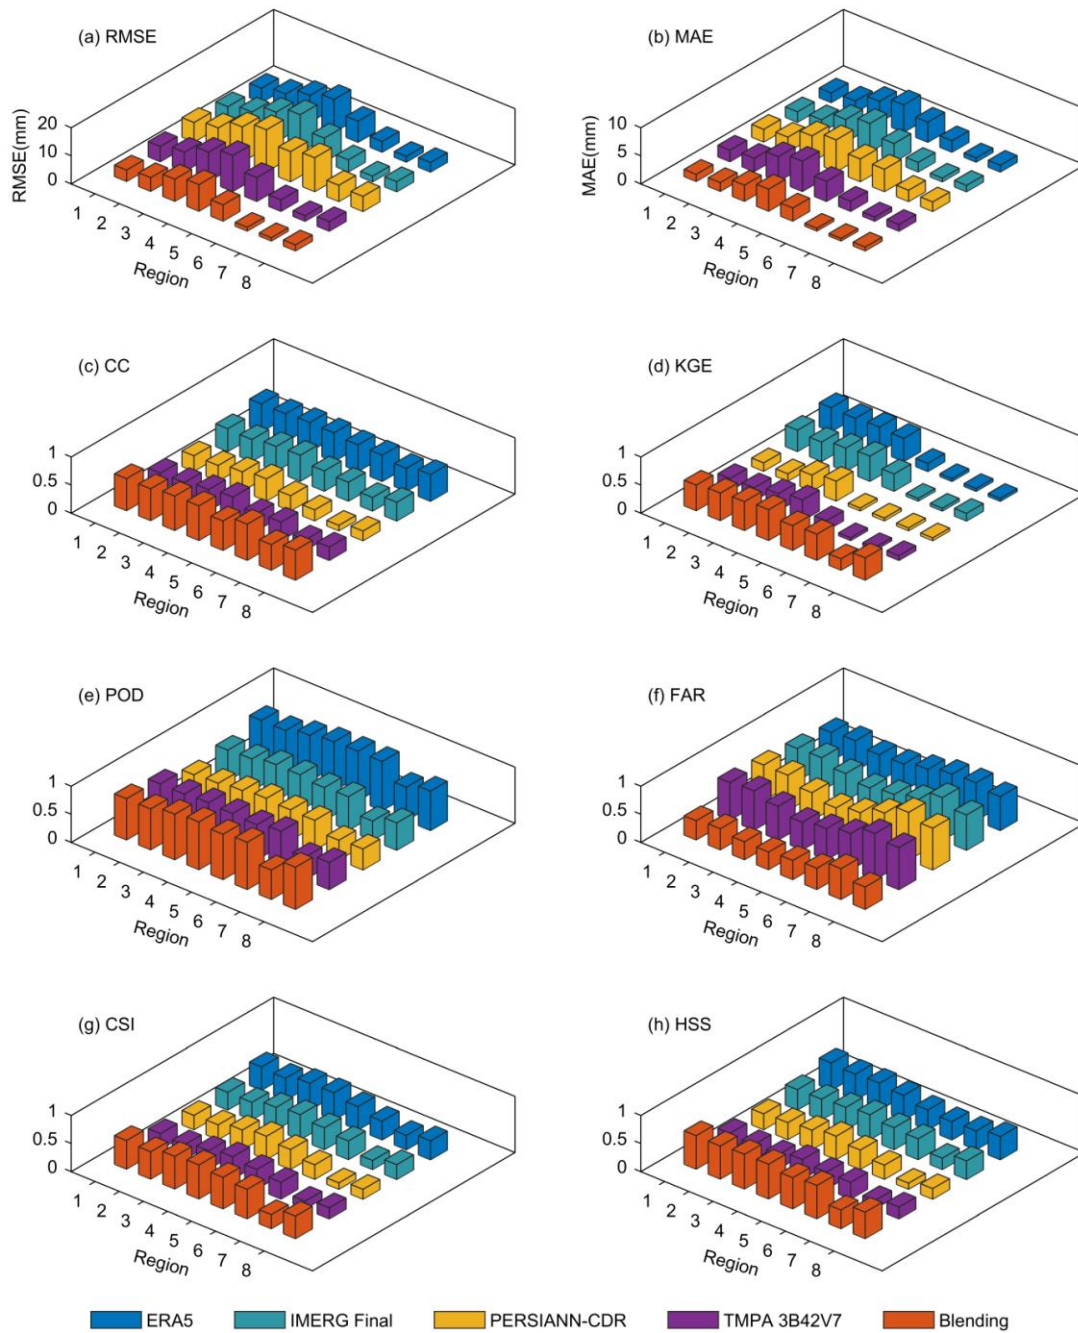 (a) RMSE
RMSE(mm)
20
10
0
1 2 3 4 5 6 7 8
Region
(b) MAE
MAE(mm)
10
5
0
1 2 3 4 5 6 7 8
Region
(c) CC
1
0.5
0
1 2 3 4 5 6 7 8
Region
(d) KGE
1
0.5
0
1 2 3 4 5 6 7 8
Region
(e) POD
1
0.5
0
1 2 3 4 5 6 7 8
Region
(f) FAR
1
0.5
0
1 2 3 4 5 6 7 8
Region
(g) CSI
1
0.5
0
1 2 3 4 5 6 7 8
Region
(h) HSS
1
0.5
0
1 2 3 4 5 6 7 8
Region
ERA5 IMERG Final PERSIANN-CDR TMPA 3B42V7 Blending